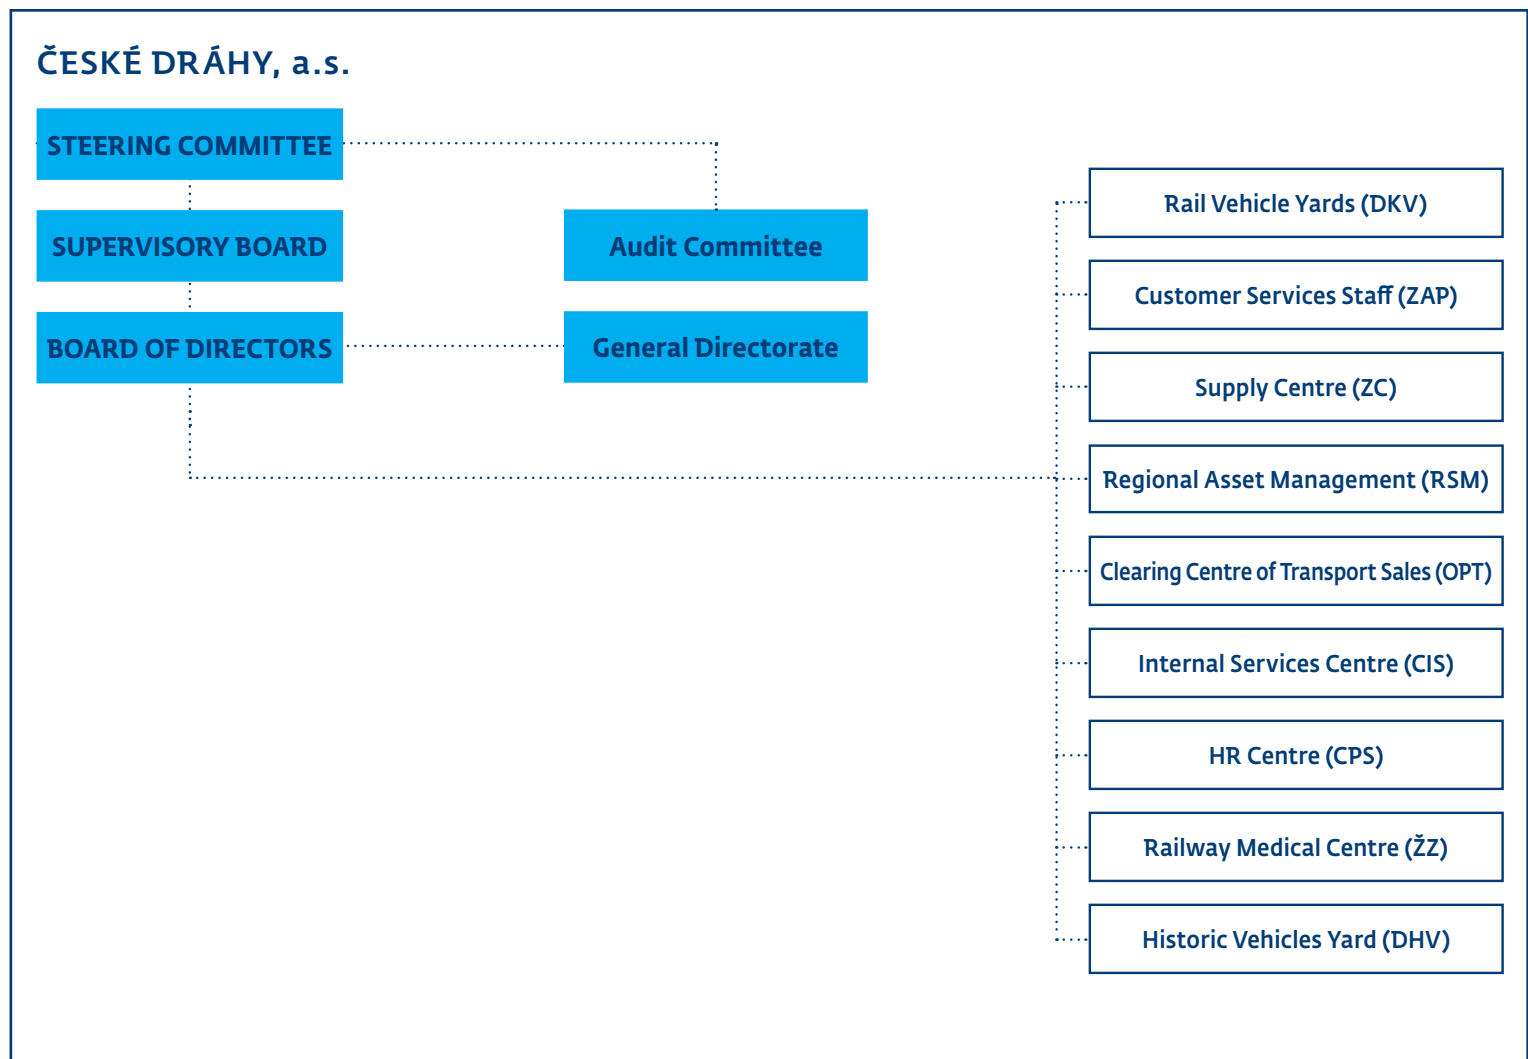 ČESKÉ DRÁHY, a.s.
STEERING COMMITTEE
SUPERVISORY BOARD
BOARD OF DIRECTORS
Audit Committee
General Directorate
Rail Vehicle Yards (DKV)
Customer Services Staff (ZAP)
Supply Centre (ZC)
Regional Asset Management (RSM)
Clearing Centre of Transport Sales (OPT)
Internal Services Centre (CIS)
HR Centre (CPS)
Railway Medical Centre (ŽZ)
Historic Vehicles Yard (DHV)